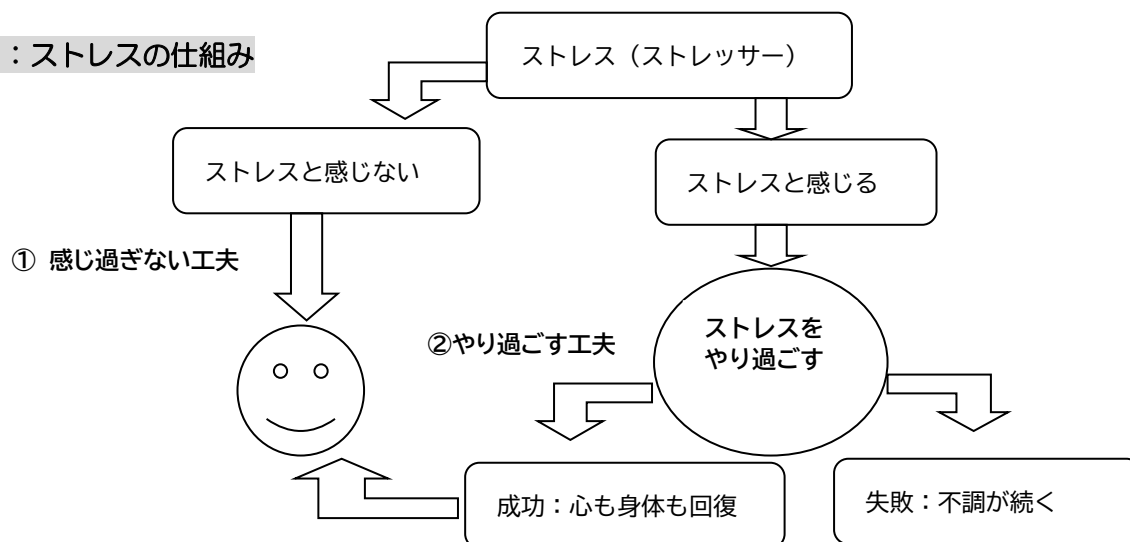 ：ストレスの仕組み
ストレス（ストレッサー）
ストレスと感じない
ストレスと感じる
① 感じ過ぎない工夫
②やり過ごす工夫
ストレスを
やり過ごす
成功：心も身体も回復
失敗：不調が続く